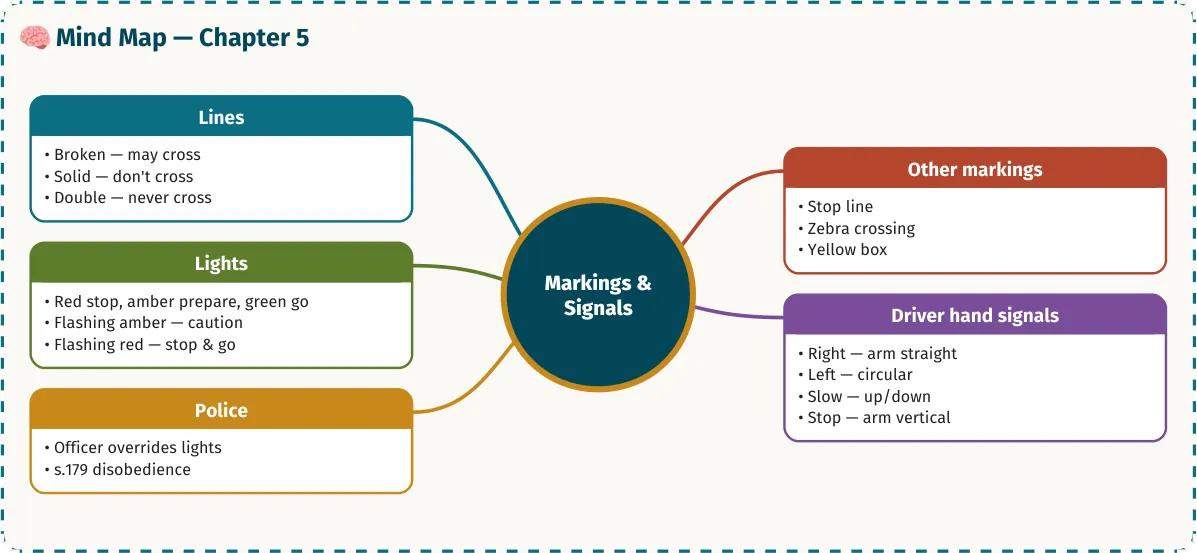 Mind Map — Chapter 5
Lines
• Broken — may cross
• Solid — don't cross
• Double — never cross
Lights
• Red stop, amber prepare, green go
• Flashing amber — caution
• Flashing red — stop & go
Police
• Officer overrides lights
• s.179 disobedience
Markings &
Signals
Other markings
• Stop line
• Zebra crossing
• Yellow box
Driver hand signals
• Right — arm straight
• Left — circular
• Slow — up/down
• Stop — arm vertical